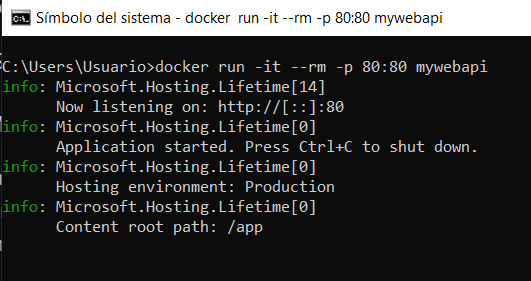 Símbolo del sistema - docker run -it --rm -p 80:80 mywebapi
C:\Users\Usuario>docker run -it --rm -p 80:80 mywebapi
info: Microsoft.Hosting.Lifetime[14]
      Now listening on: http://[::]:80
info: Microsoft.Hosting.Lifetime[0]
      Application started. Press Ctrl+C to shut down.
info: Microsoft.Hosting.Lifetime[0]
      Hosting environment: Production
info: Microsoft.Hosting.Lifetime[0]
      Content root path: /app